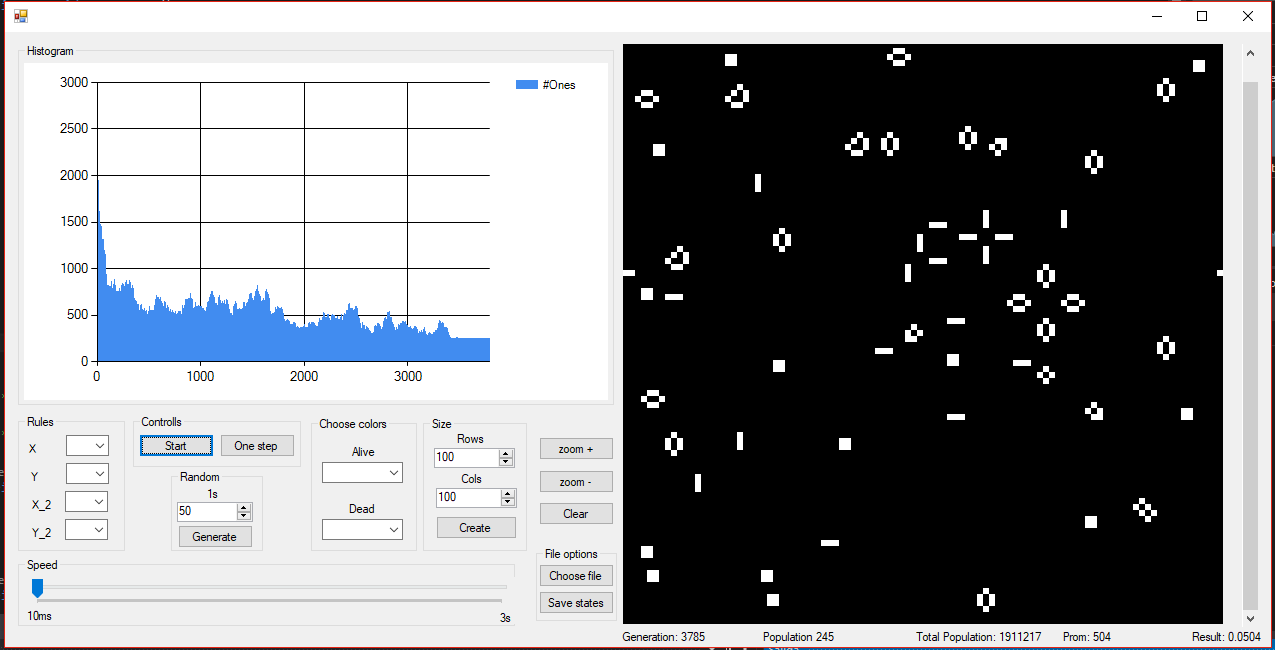 Histogram
3000
2500
2000
1500
1000
500
0
0 1000 2000 3000
#Ones
Rules
X
Y
X_2
Y_2
Controlls
Start One step
Random
1s
50
Generate
Choose colors
Alive
Dead
Size
Rows
100
Cols
100
Create
zoom +
zoom -
Clear
File options
Choose file
Save states
Speed
10ms 3s
Generation: 3785 Population 245 Total Population: 1911217 Prom: 504 Result: 0.0504